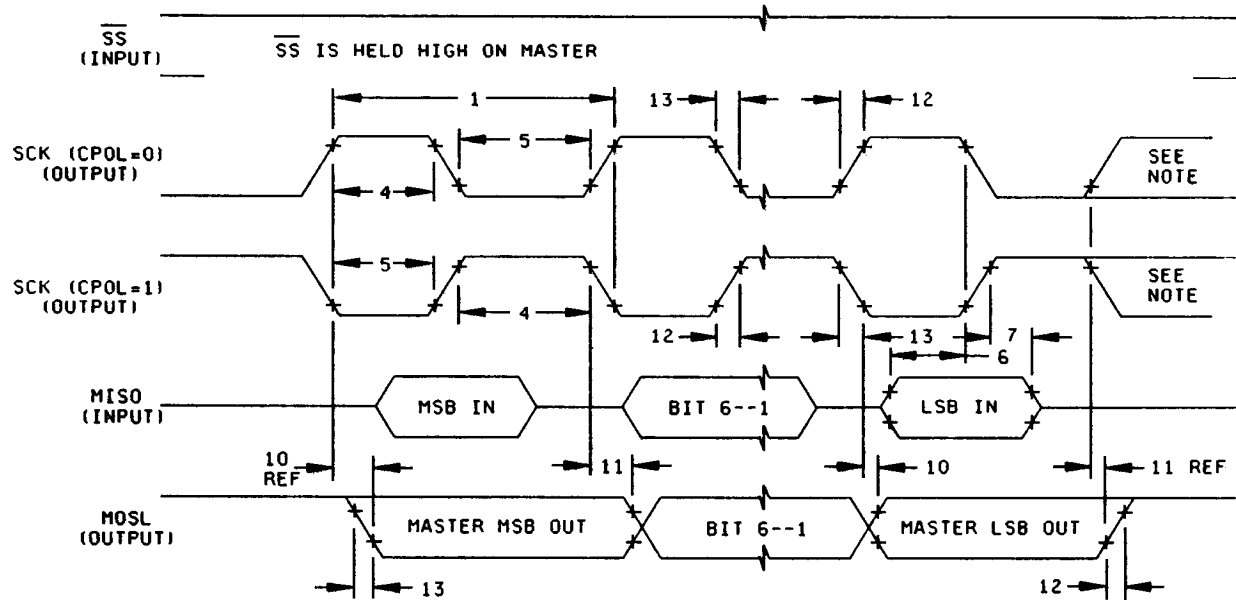 SS
(INPUT)
SS IS HELD HIGH ON MASTER
1
13
12
SCK (CPOL=0)
(OUTPUT)
5
4
SEE
NOTE
SCK (CPOL=1)
(OUTPUT)
5
4
SEE
NOTE
12
13
7
6
MISO
(INPUT)
MSB IN
BIT 6--1
LSB IN
10
REF
11
10
11 REF
MOSL
(OUTPUT)
MASTER MSB OUT
BIT 6--1
MASTER LSB OUT
13
12